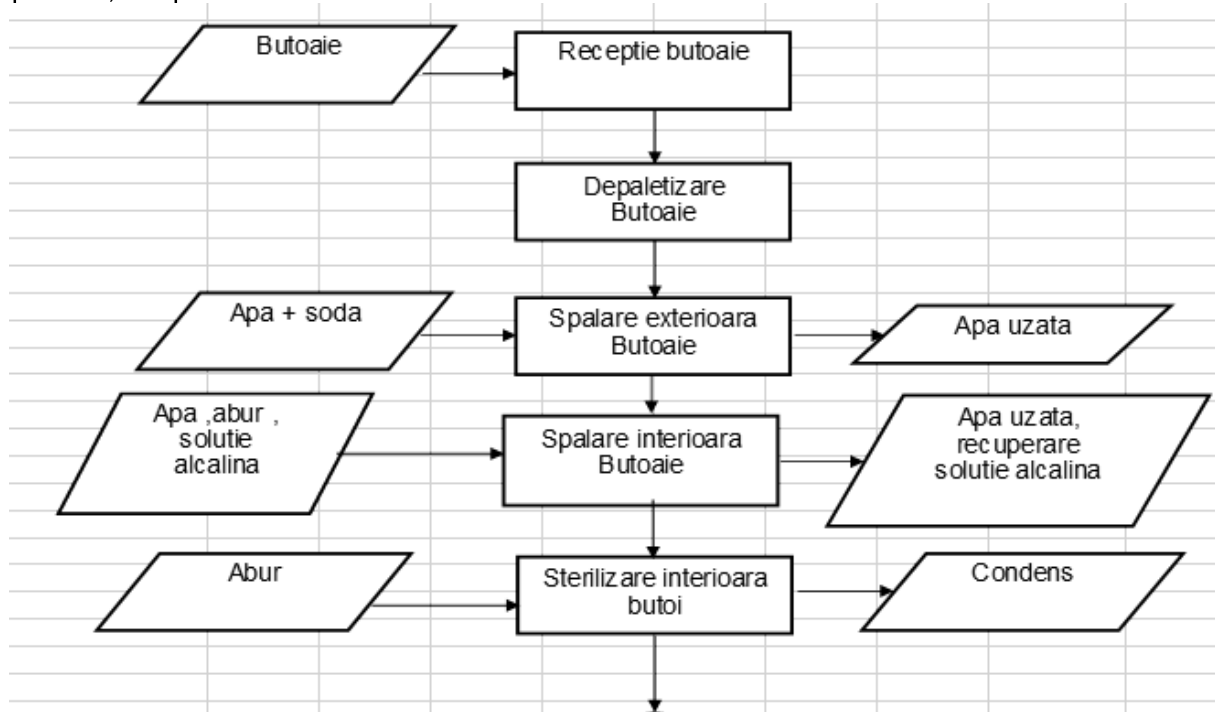 Butoaie
Receptie butoaie
Depaletizare
Butoaie
Apa + soda
Spalare exterioara
Butoaie
Apa uzata
Apa ,abur ,
solutie
alcalina
Spalare interioara
Butoaie
Apa uzata,
recuperare
solutie alcalina
Abur
Sterilizare interioara
butoi
Condens